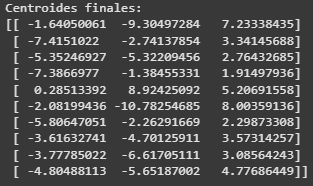 Centroides finales:
[[ -1.64050061  -9.30497284   7.23338435]
 [ -7.4151022   -2.74137854   3.34145688]
 [ -5.35246927  -5.32209456   2.76432685]
 [ -7.3866977   -1.38455331   1.91497936]
 [  0.28513392   8.92425092   5.20691558]
 [ -2.08199436 -10.78254685   8.00359136]
 [ -5.80647051  -2.26291669   2.29873308]
 [ -3.61632741  -4.70125911   3.57314257]
 [ -3.77785022  -6.61705111   3.08564243]
 [ -4.80488113  -5.65187002   4.77686449]]